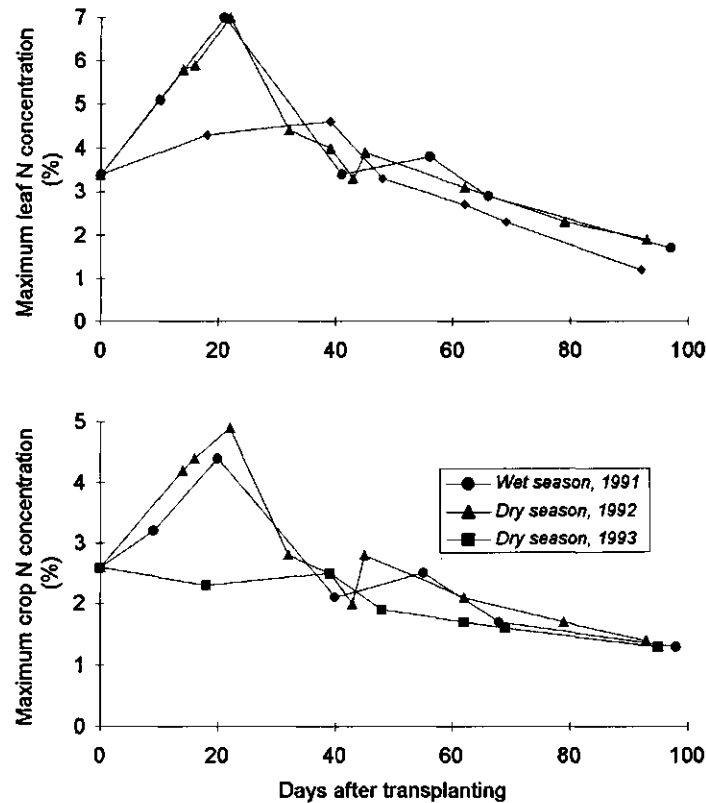 Maximum leaf N concentration
(%)
7
6
5
4
3
2
1
0
0 20 40 60 80 100
Maximum crop N concentration
(%)
5
4
3
2
1
0
Wet season, 1991
Dry season, 1992
Dry season, 1993
0 20 40 60 80 100
Days after transplanting